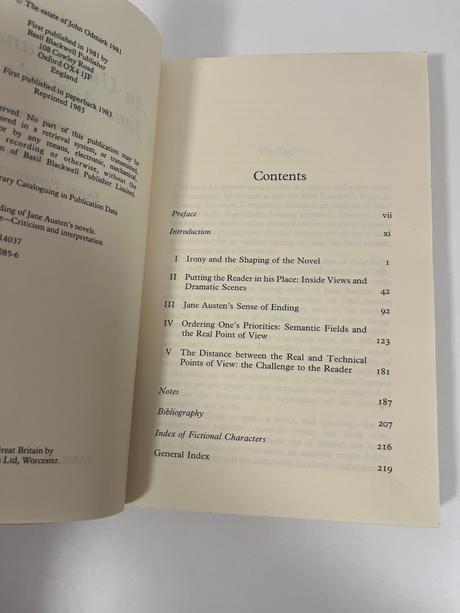 © The estate of John Odmark 1981
First published in 1981 by
Basil Blackwell Publisher
108 Cowley Road
Oxford OX4 1JF
England
First published in paperback 1983
Reprinted 1983
No part of this publication may be
in a retrieval system, or transmitted,
by any means, electronic, mechanical,
recording or otherwise, without the
of Basil Blackwell Publisher Limited.
Cataloguing in Publication Data
of Jane Austen's novels.
—Criticism and interpretation
R4037
285-6
Great Britain by
Ltd, Worcester.
Contents
Preface vii
Introduction xi
I Irony and the Shaping of the Novel 1
II Putting the Reader in his Place: Inside Views and
Dramatic Scenes 42
III Jane Austen's Sense of Ending 92
IV Ordering One's Priorities: Semantic Fields and
the Real Point of View 123
V The Distance between the Real and Technical
Points of View: the Challenge to the Reader 181
Notes 187
Bibliography 207
Index of Fictional Characters 216
General Index 219